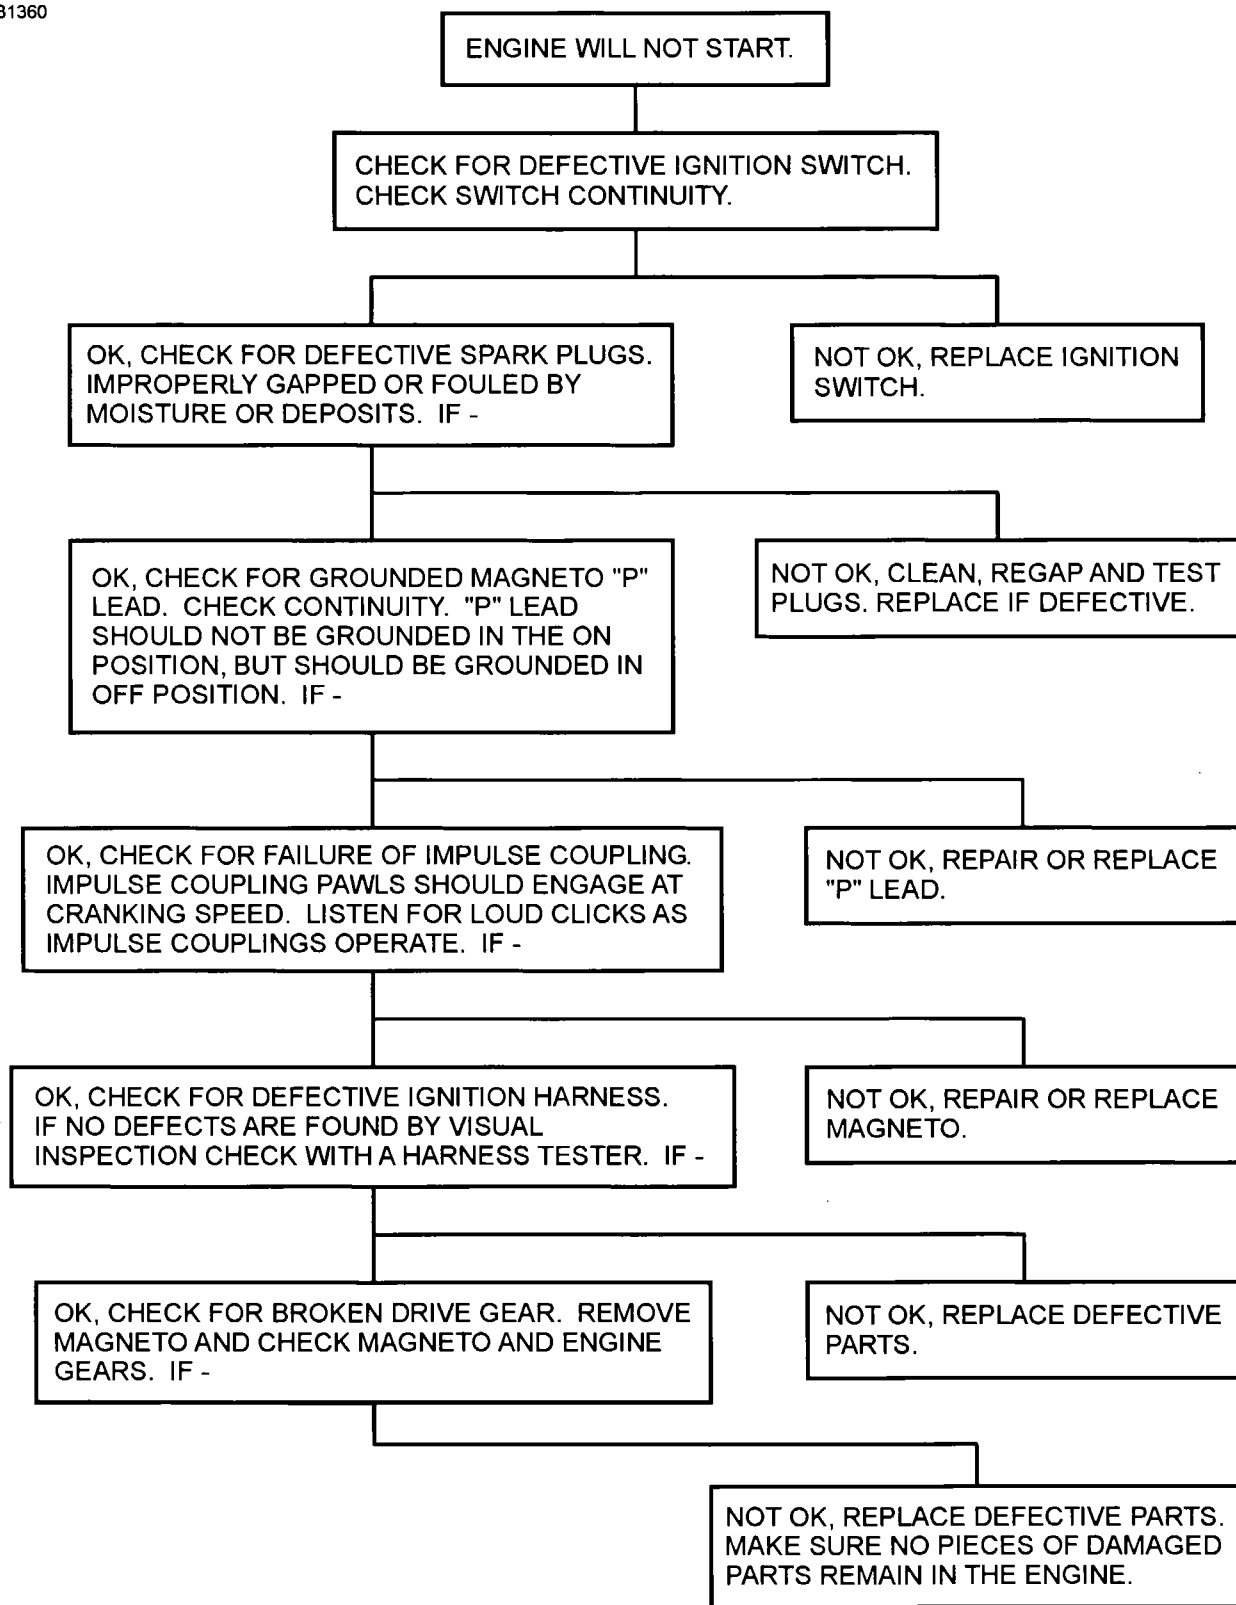 31360
ENGINE WILL NOT START.
CHECK FOR DEFECTIVE IGNITION SWITCH.
CHECK SWITCH CONTINUITY.
OK, CHECK FOR DEFECTIVE SPARK PLUGS.
IMPROPERLY GAPPED OR FOULED BY
MOISTURE OR DEPOSITS. IF -
NOT OK, REPLACE IGNITION
SWITCH.
OK, CHECK FOR GROUNDED MAGNETO "P"
LEAD. CHECK CONTINUITY. "P" LEAD
SHOULD NOT BE GROUNDED IN THE ON
POSITION, BUT SHOULD BE GROUNDED IN
OFF POSITION. IF -
NOT OK, CLEAN, REGAP AND TEST
PLUGS. REPLACE IF DEFECTIVE.
OK, CHECK FOR FAILURE OF IMPULSE COUPLING.
IMPULSE COUPLING PAWLS SHOULD ENGAGE AT
CRANKING SPEED. LISTEN FOR LOUD CLICKS AS
IMPULSE COUPLINGS OPERATE. IF -
NOT OK, REPAIR OR REPLACE
"P" LEAD.
OK, CHECK FOR DEFECTIVE IGNITION HARNESS.
IF NO DEFECTS ARE FOUND BY VISUAL
INSPECTION CHECK WITH A HARNESS TESTER. IF -
NOT OK, REPAIR OR REPLACE
MAGNETO.
OK, CHECK FOR BROKEN DRIVE GEAR. REMOVE
MAGNETO AND CHECK MAGNETO AND ENGINE
GEARS. IF -
NOT OK, REPLACE DEFECTIVE
PARTS.
NOT OK, REPLACE DEFECTIVE PARTS.
MAKE SURE NO PIECES OF DAMAGED
PARTS REMAIN IN THE ENGINE.